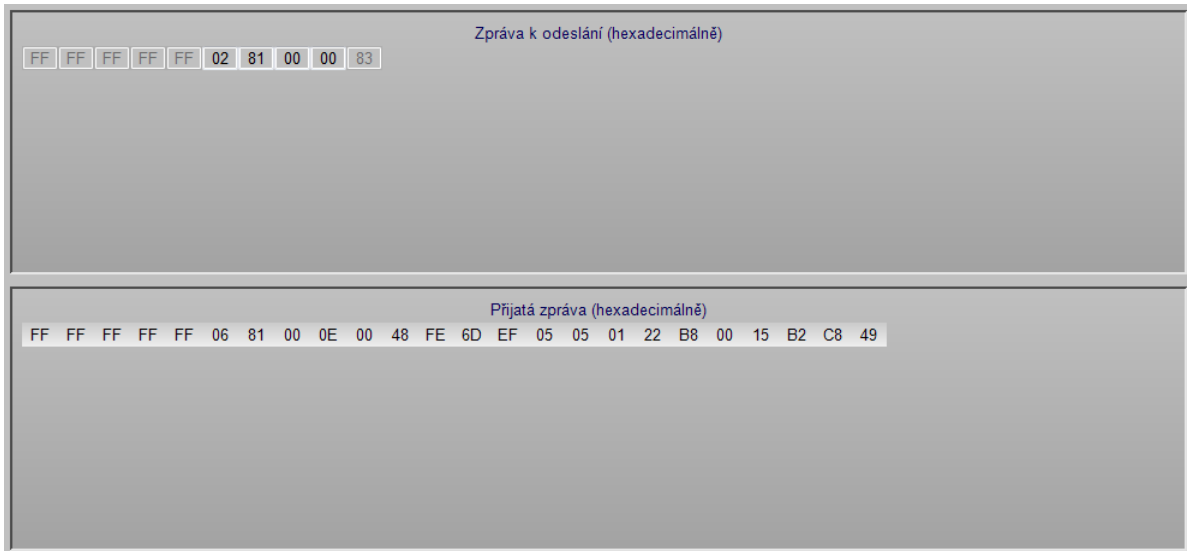 Zpráva k odeslání (hexadecimálně)
FF FF FF FF FF 02 81 00 00 83
Přijatá zpráva (hexadecimálně)
FF FF FF FF FF 06 81 00 0E 00 48 FE 6D EF 05 05 01 22 B8 00 15 B2 C8 49